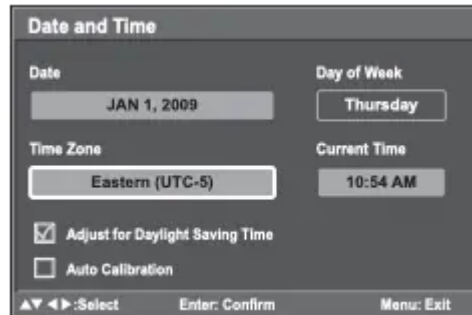 Date and Time
Date
Day of Week
JAN 1, 2009
Thursday
Time Zone
Current Time
Eastern (UTC-5)
10:54 AM
Adjust for Daylight Saving Time
Auto Calibration
▲▼ ◀▶:Select Enter: Confirm Menu: Exit